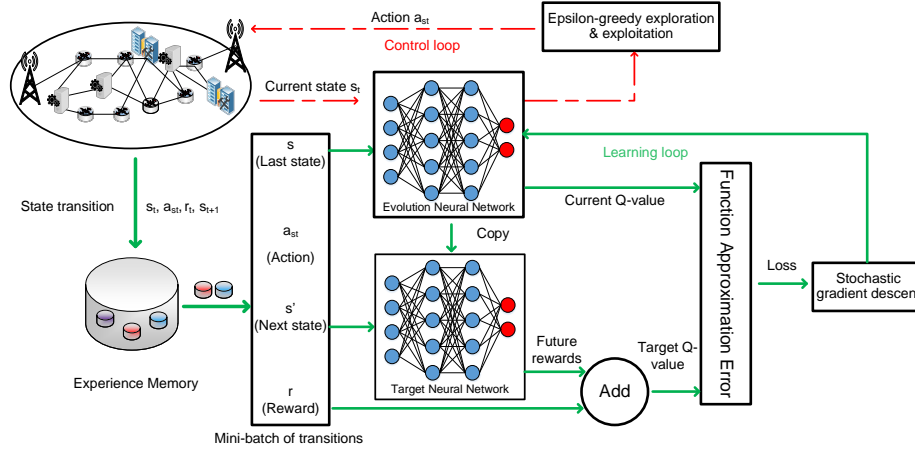 Action a_st
Control loop
Epsilon-greedy exploration
& exploitation
Current state s_t
s
(Last state)
Learning loop
Evolution Neural Network
Current Q-value
State transition
s_t, a_st, r_t, s_t+1
a_st
(Action)
Copy
Function Approximation Error
Loss
Stochastic
gradient descen
s'
(Next state)
Future
rewards
Target Q-
value
Target Neural Network
Add
Experience Memory
r
(Reward)
Mini-batch of transitions